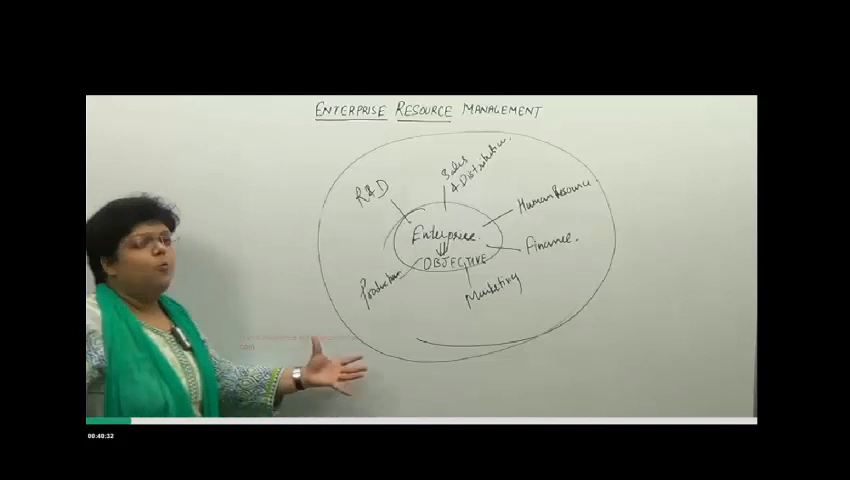 ENTERPRISE RESOURCE MANAGEMENT
Sales
& Distribution.
R&D
Human Resource.
Enterprise.
Finance.
OBJECTIVE
Production
Marketing
00:40:32